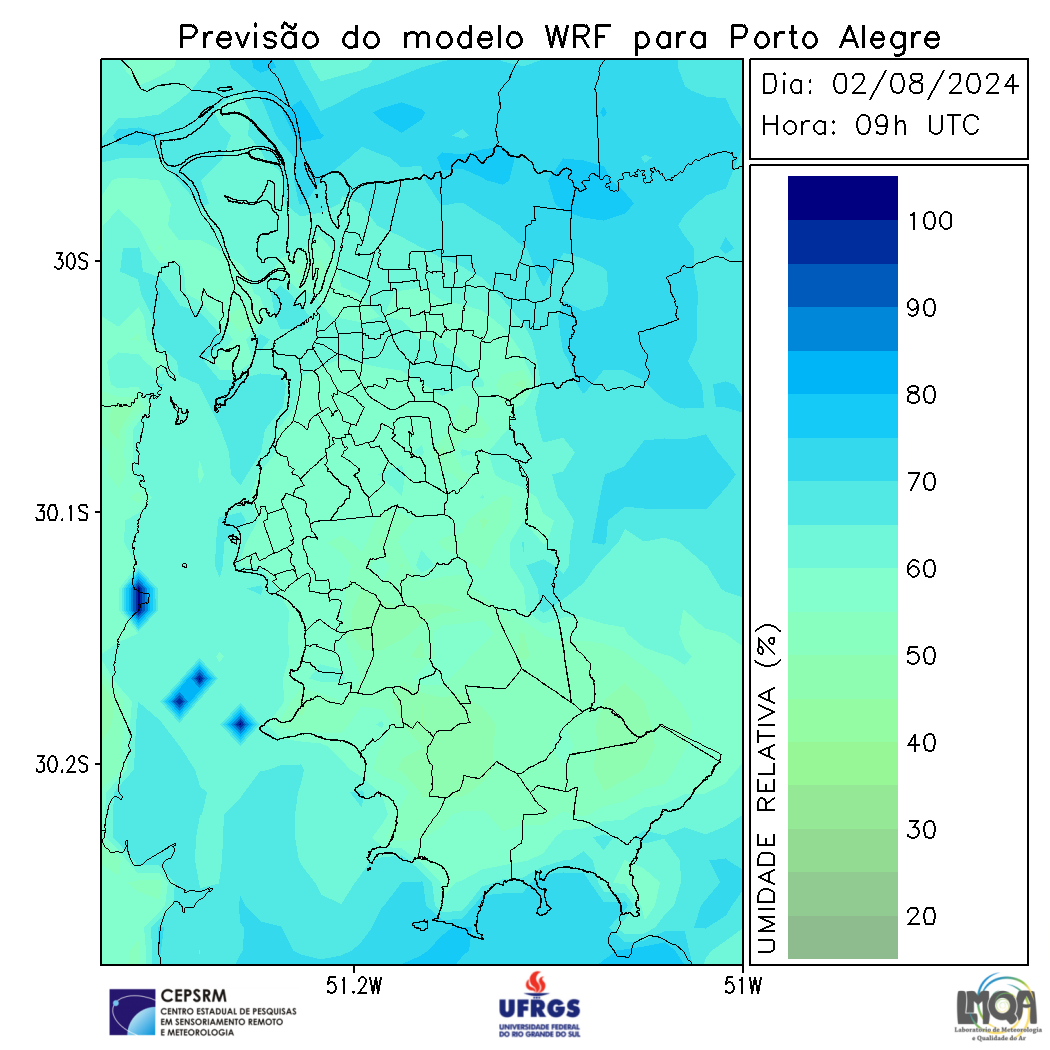 Previsão do modelo WRF para Porto Alegre
Dia: 02/08/2024
Hora: 09h UTC
30S
30.1S
30.2S
51.2W
51W
100
90
80
70
60
50
40
30
20
UMIDADE RELATIVA (%)
CEPSRM
CENTRO ESTADUAL DE PESQUISAS
EM SENSORIAMENTO REMOTO
E METEOROLOGIA
UFRGS
UNIVERSIDADE FEDERAL
DO RIO GRANDE DO SUL
LMQA
Laboratório de Meteorologia
e Qualidade do Ar